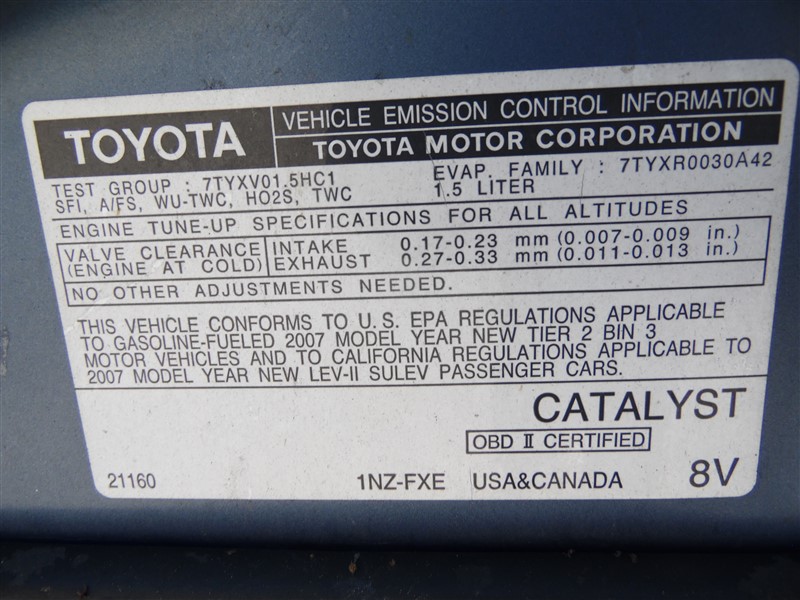 TOYOTA
VEHICLE EMISSION CONTROL INFORMATION
TOYOTA MOTOR CORPORATION
TEST GROUP : 7TYXV01.5HC1
EVAP. FAMILY : 7TYXR0030A42
SFI, A/FS, WU-TWC, HO2S, TWC
1.5 LITER
ENGINE TUNE-UP SPECIFICATIONS FOR ALL ALTITUDES
VALVE CLEARANCE INTAKE 0.17-0.23 mm (0.007-0.009 in.)
(ENGINE AT COLD) EXHAUST 0.27-0.33 mm (0.011-0.013 in.)
NO OTHER ADJUSTMENTS NEEDED.
THIS VEHICLE CONFORMS TO U.S. EPA REGULATIONS APPLICABLE
TO GASOLINE-FUELED 2007 MODEL YEAR NEW TIER 2 BIN 3
MOTOR VEHICLES AND TO CALIFORNIA REGULATIONS APPLICABLE TO
2007 MODEL YEAR NEW LEV-II SULEV PASSENGER CARS.
CATALYST
OBD II CERTIFIED
21160 1NZ-FXE USA&CANADA 8V